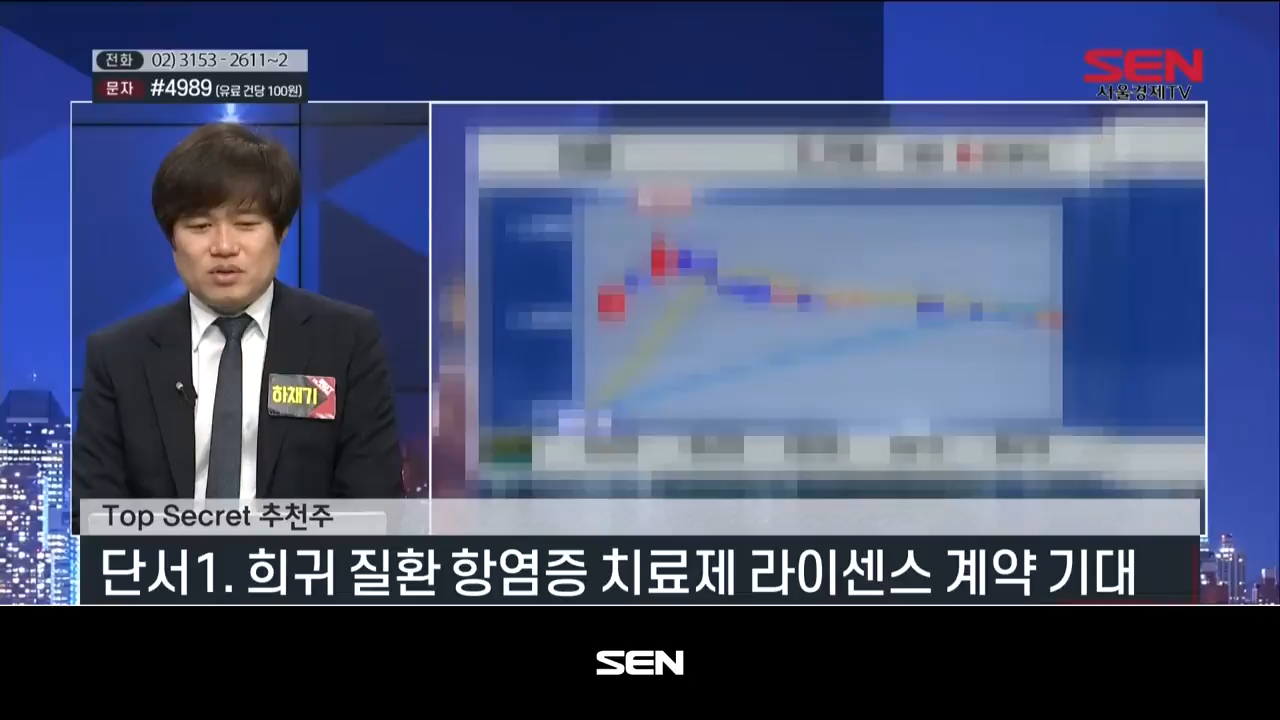 전화 02) 3153 - 2611~2
문자 #4989 (유료 건당 100원)
SEN
서울경제TV
하채기
Top Secret 추천주
단서1. 희귀 질환 항염증 치료제 라이센스 계약 기대
SEN